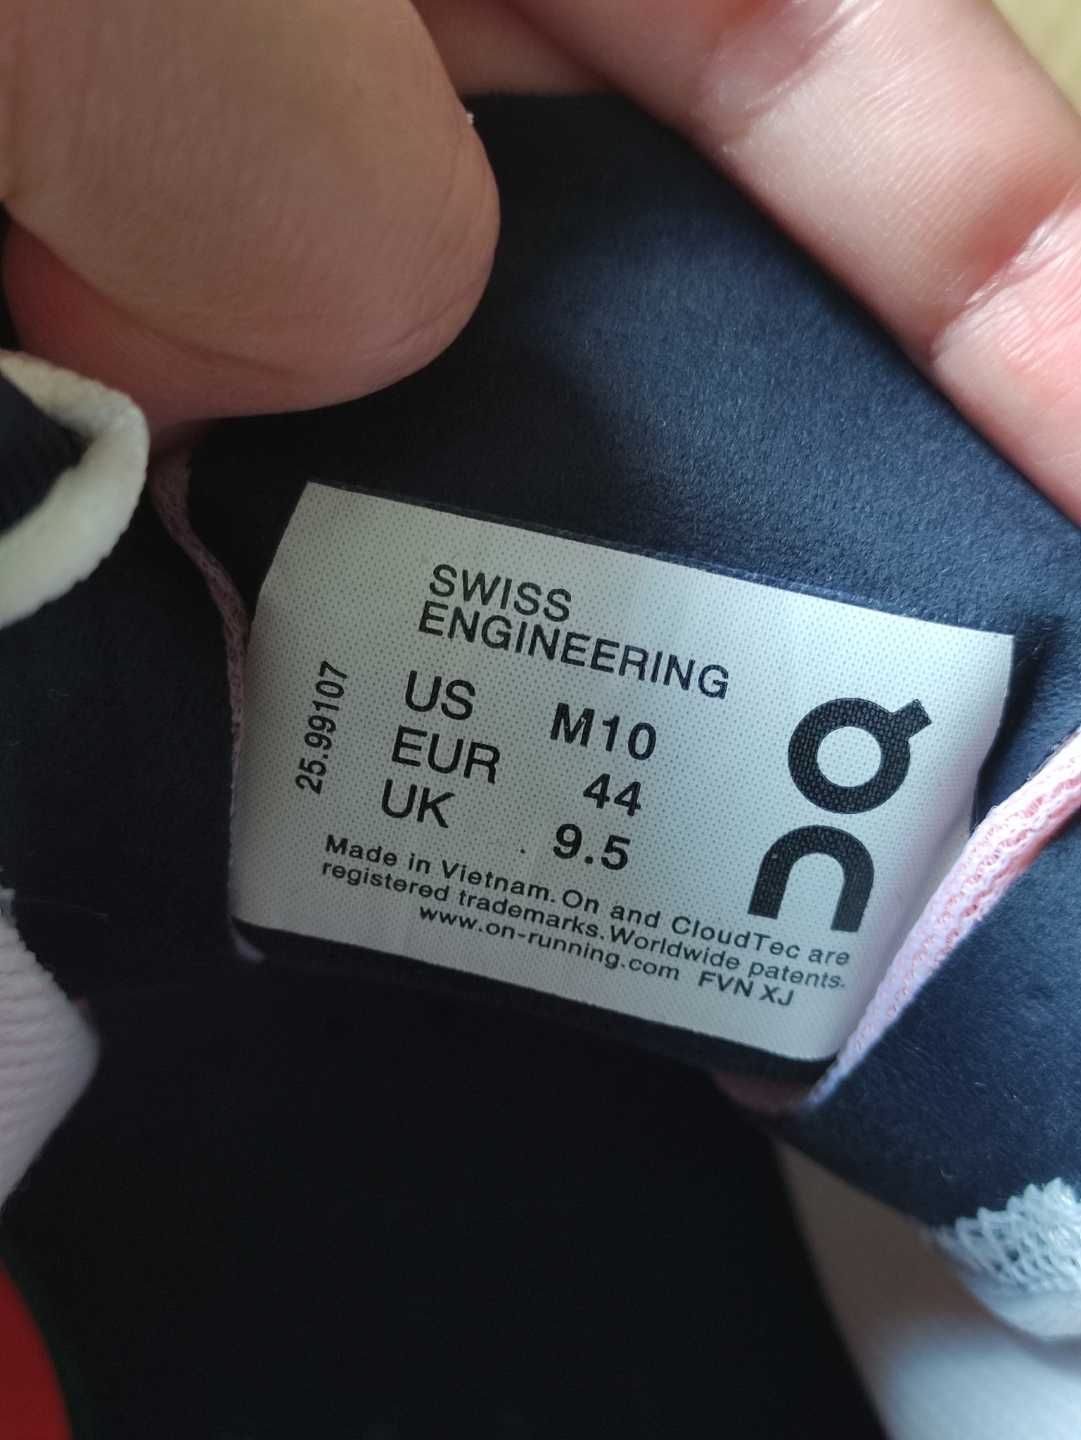 SWISS
ENGINEERING
25.99107
US M10
EUR 44
UK 9.5
Made in Vietnam. On and CloudTec are
registered trademarks. Worldwide patents.
www.on-running.com FVN XJ
On